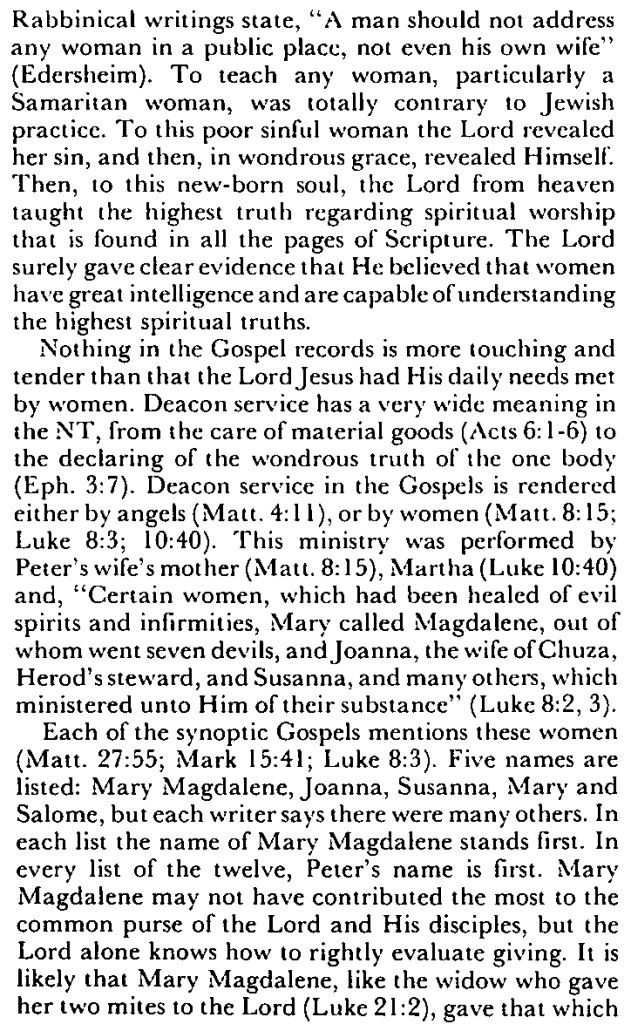 Rabbinical writings state, “A man should not address
any woman in a public place, not even his own wife”
(Edersheim). To teach any woman, particularly a
Samaritan woman, was totally contrary to Jewish
practice. To this poor sinful woman the Lord revealed
her sin, and then, in wondrous grace, revealed Himself.
Then, to this new-born soul, the Lord from heaven
taught the highest truth regarding spiritual worship
that is found in all the pages of Scripture. The Lord
surely gave clear evidence that He believed that women
have great intelligence and are capable of understanding
the highest spiritual truths.
Nothing in the Gospel records is more touching and
tender than that the Lord Jesus had His daily needs met
by women. Deacon service has a very wide meaning in
the NT, from the care of material goods (Acts 6:1-6) to
the declaring of the wondrous truth of the one body
(Eph. 3:7). Deacon service in the Gospels is rendered
either by angels (Matt. 4:11), or by women (Matt. 8:15;
Luke 8:3; 10:40). This ministry was performed by
Peter’s wife’s mother (Matt. 8:15), Martha (Luke 10:40)
and, “Certain women, which had been healed of evil
spirits and infirmities, Mary called Magdalene, out of
whom went seven devils, and Joanna, the wife of Chuza,
Herod’s steward, and Susanna, and many others, which
ministered unto Him of their substance” (Luke 8:2, 3).
Each of the synoptic Gospels mentions these women
(Matt. 27:55; Mark 15:41; Luke 8:3). Five names are
listed: Mary Magdalene, Joanna, Susanna, Mary and
Salome, but each writer says there were many others. In
each list the name of Mary Magdalene stands first. In
every list of the twelve, Peter’s name is first. Mary
Magdalene may not have contributed the most to the
common purse of the Lord and His disciples, but the
Lord alone knows how to rightly evaluate giving. It is
likely that Mary Magdalene, like the widow who gave
her two mites to the Lord (Luke 21:2), gave that which